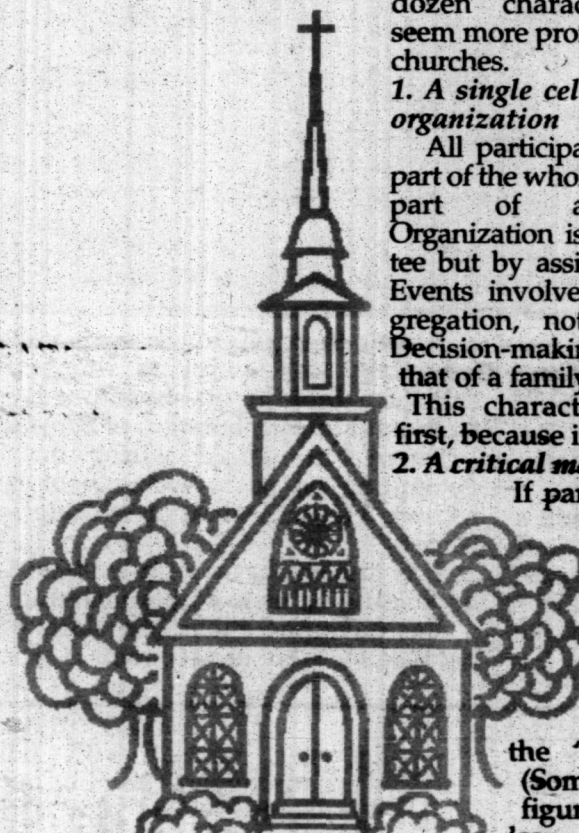 dozen charac
seem more pro
churches.
1. A single cel
organization
All participa
part of the who
part of a
Organization is
tee but by assi
Events involve
gregation, not
Decision-makin
that of a family
This charact
first, because i
2. A critical ma
If par
the
(Som
figur